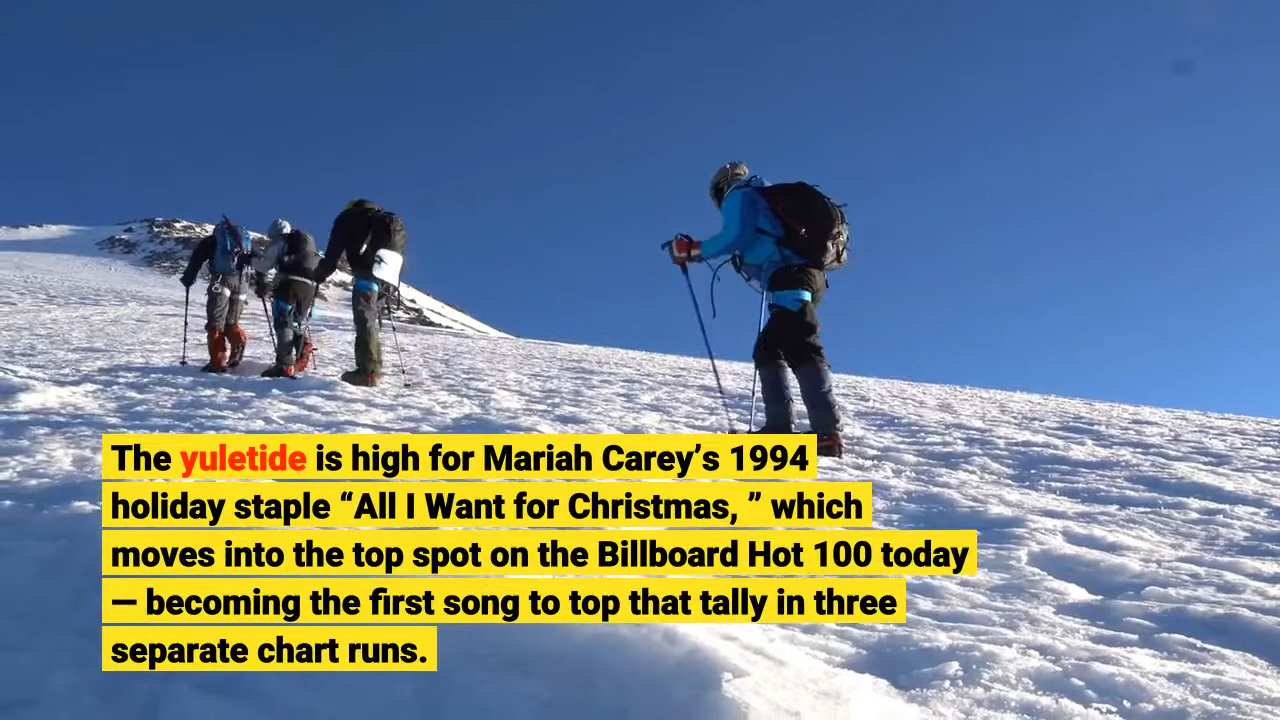 The yuletide is high for Mariah Carey’s 1994
holiday staple “All I Want for Christmas, ” which
moves into the top spot on the Billboard Hot 100 today
— becoming the first song to top that tally in three
separate chart runs.